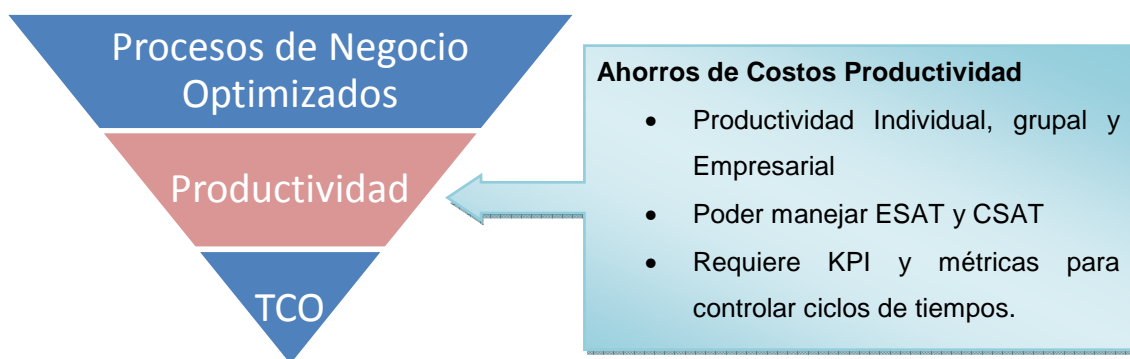 Procesos de Negocio
Optimizados
Productividad
TCO
Ahorros de Costos Productividad
• Productividad Individual, grupal y
Empresarial
• Poder manejar ESAT y CSAT
• Requiere KPI y métricas para
controlar ciclos de tiempos.